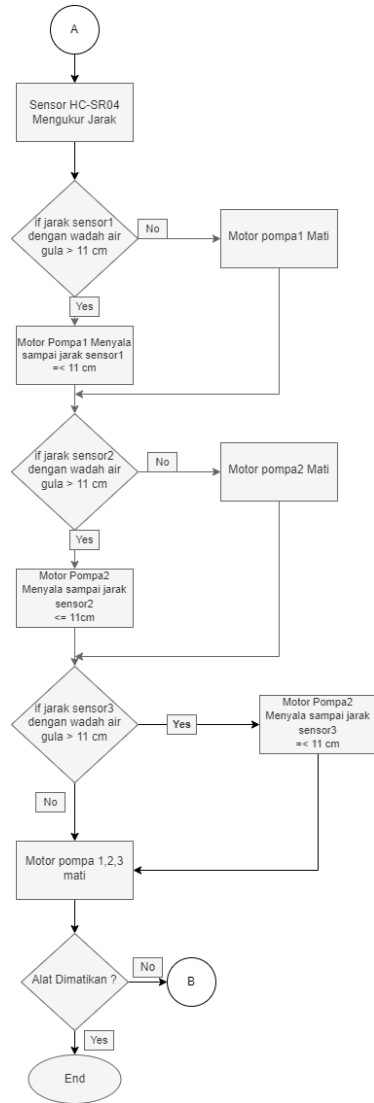 A
Sensor HC-SR04
Mengukur Jarak
if jarak sensor1
dengan wadah air
gula > 11 cm
No
Motor pompa1 Mati
Yes
Motor Pompa1 Menyala
sampai jarak sensor1
=< 11 cm
if jarak sensor2
dengan wadah air
gula > 11 cm
No
Motor pompa2 Mati
Yes
Motor Pompa2
Menyala sampai jarak
sensor2
<= 11cm
if jarak sensor3
dengan wadah air
gula > 11 cm
Yes
Motor Pompa2
Menyala sampai jarak
sensor3
=< 11 cm
No
Motor pompa 1,2,3
mati
Alat Dimatikan ?
No
B
Yes
End